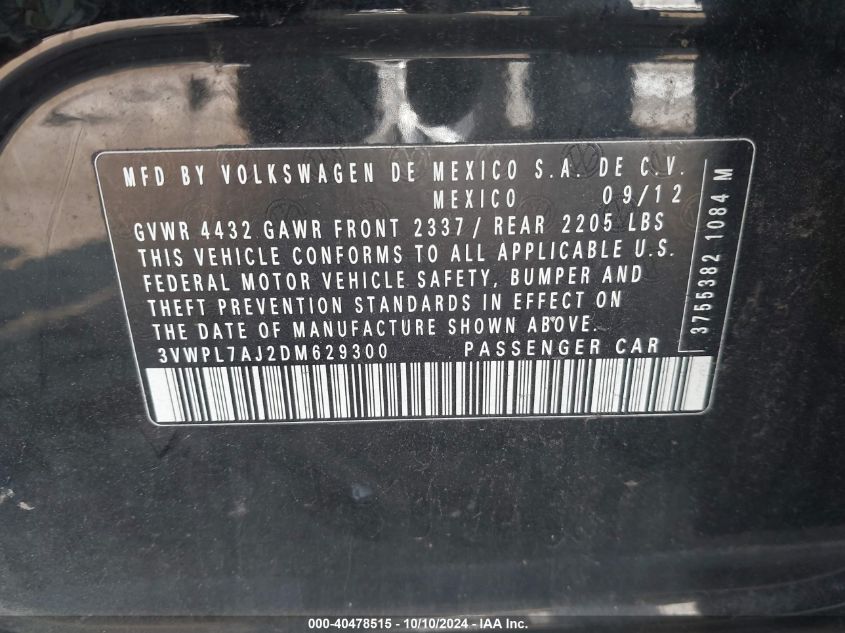 MFD BY VOLKSWAGEN DE MEXICO S.A. DE C.V.
MEXICO 09/12
GVWR 4432 GAWR FRONT 2337/ REAR 2205 LBS
THIS VEHICLE CONFORMS TO ALL APPLICABLE U.S.
FEDERAL MOTOR VEHICLE SAFETY, BUMPER AND
THEFT PREVENTION STANDARDS IN EFFECT ON
THE DATE OF MANUFACTURE SHOWN ABOVE.
3VWPL7AJ2DM629300 PASSENGER CAR
3755382 1084 M
000-40478515 - 10/10/2024 - IAA Inc.